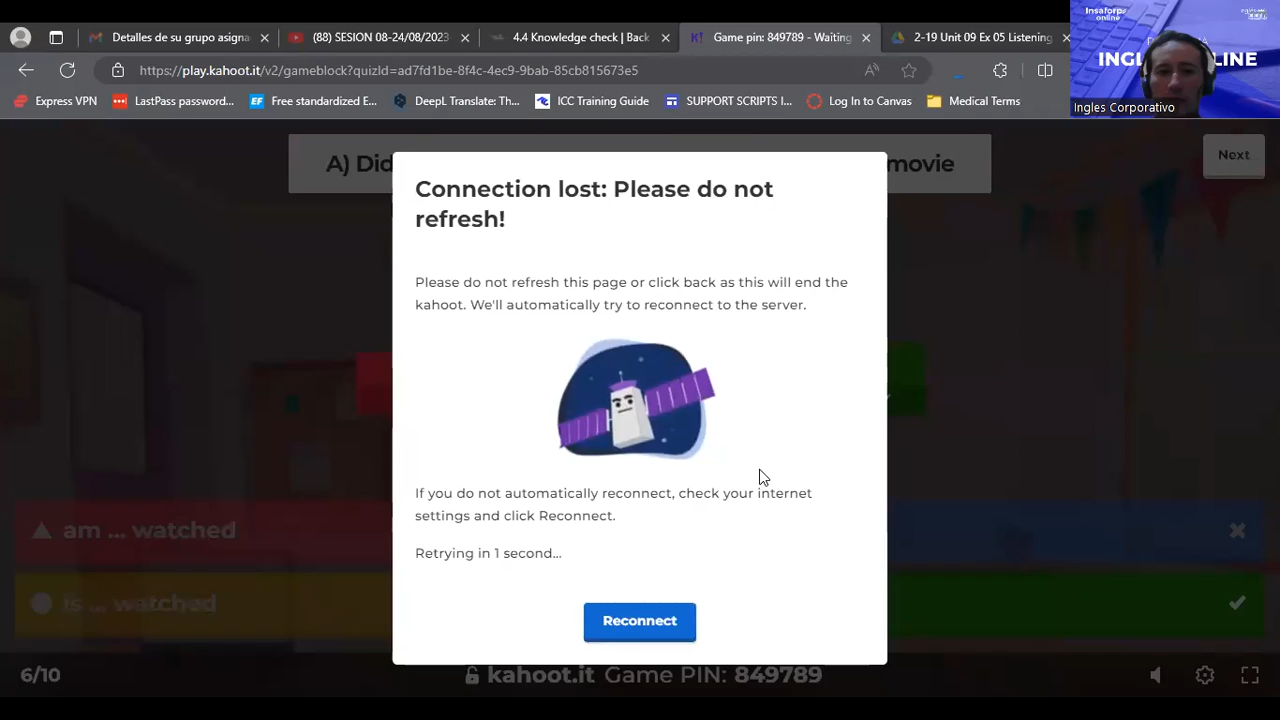 Detalles de su grupo asigna
(88) SESION 08-24/08/2023
4.4 Knowledge check | Back
K! Game pin: 849789 - Waiting
2-19 Unit 09 Ex 05 Listening
Insaforp
online
https://play.kahoot.it/v2/gameblock?quizId=ad7fd1be-8f4c-4ec9-9bab-85cb815673e5
Express VPN
LastPass password...
EF Free standardized E...
DeepL Translate: Th...
ICC Training Guide
SUPPORT SCRIPTS I...
Log In to Canvas
Medical Terms
Ingles Corporativo
A) Did
movie
Next
Connection lost: Please do not
refresh!
Please do not refresh this page or click back as this will end the
kahoot. We'll automatically try to reconnect to the server.
If you do not automatically reconnect, check your internet
settings and click Reconnect.
Retrying in 1 second...
Reconnect
am ... watched
is ... watched
6/10
kahoot.it Game PIN: 849789